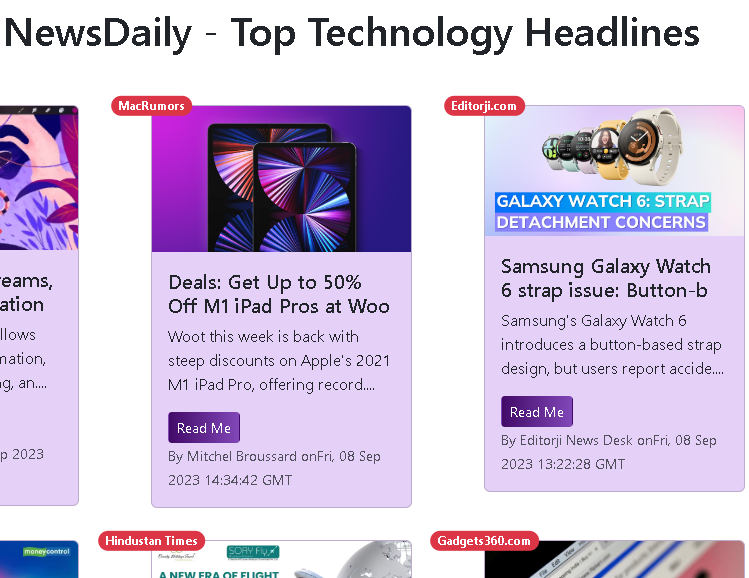 NewsDaily - Top Technology Headlines
MacRumors
Editorji.com
GALAXY WATCH 6: STRAP
DETACHMENT CONCERNS
reams,
ation
llows
mation,
g, an....
p 2023
Deals: Get Up to 50%
Off M1 iPad Pros at Woo
Woot this week is back with
steep discounts on Apple's 2021
M1 iPad Pro, offering record....
Read Me
By Mitchel Broussard onFri, 08 Sep
2023 14:34:42 GMT
Samsung Galaxy Watch
6 strap issue: Button-b
Samsung's Galaxy Watch 6
introduces a button-based strap
design, but users report accide....
Read Me
By Editorji News Desk onFri, 08 Sep
2023 13:22:28 GMT
moneycontrol
Hindustan Times
A NEW ERA OF FLIGHT
Gadgets360.com
File Edit View